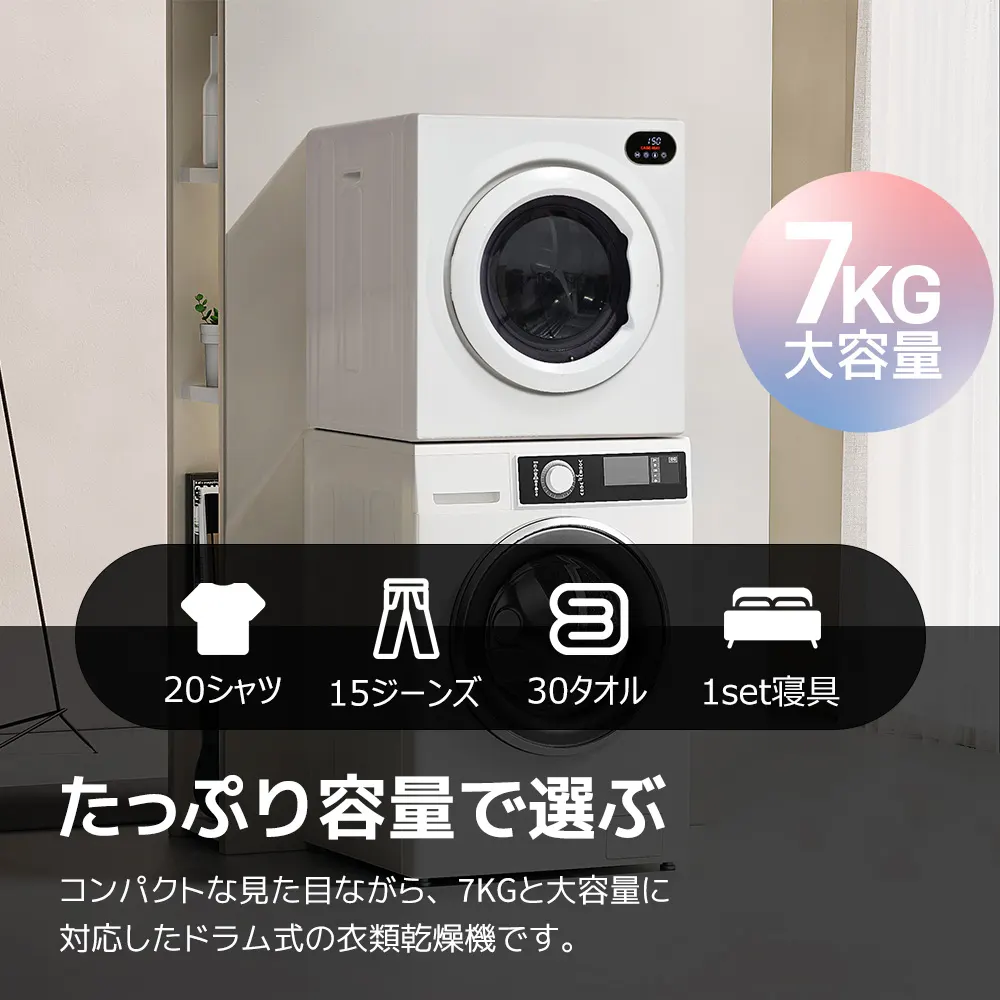 150
7KG
大容量
20シャツ
15ジーンズ
30タオル
1set寝具
たっぷり容量で選ぶ
コンパクトな見た目ながら、7KGと大容量に
対応したドラム式の衣類乾燥機です。